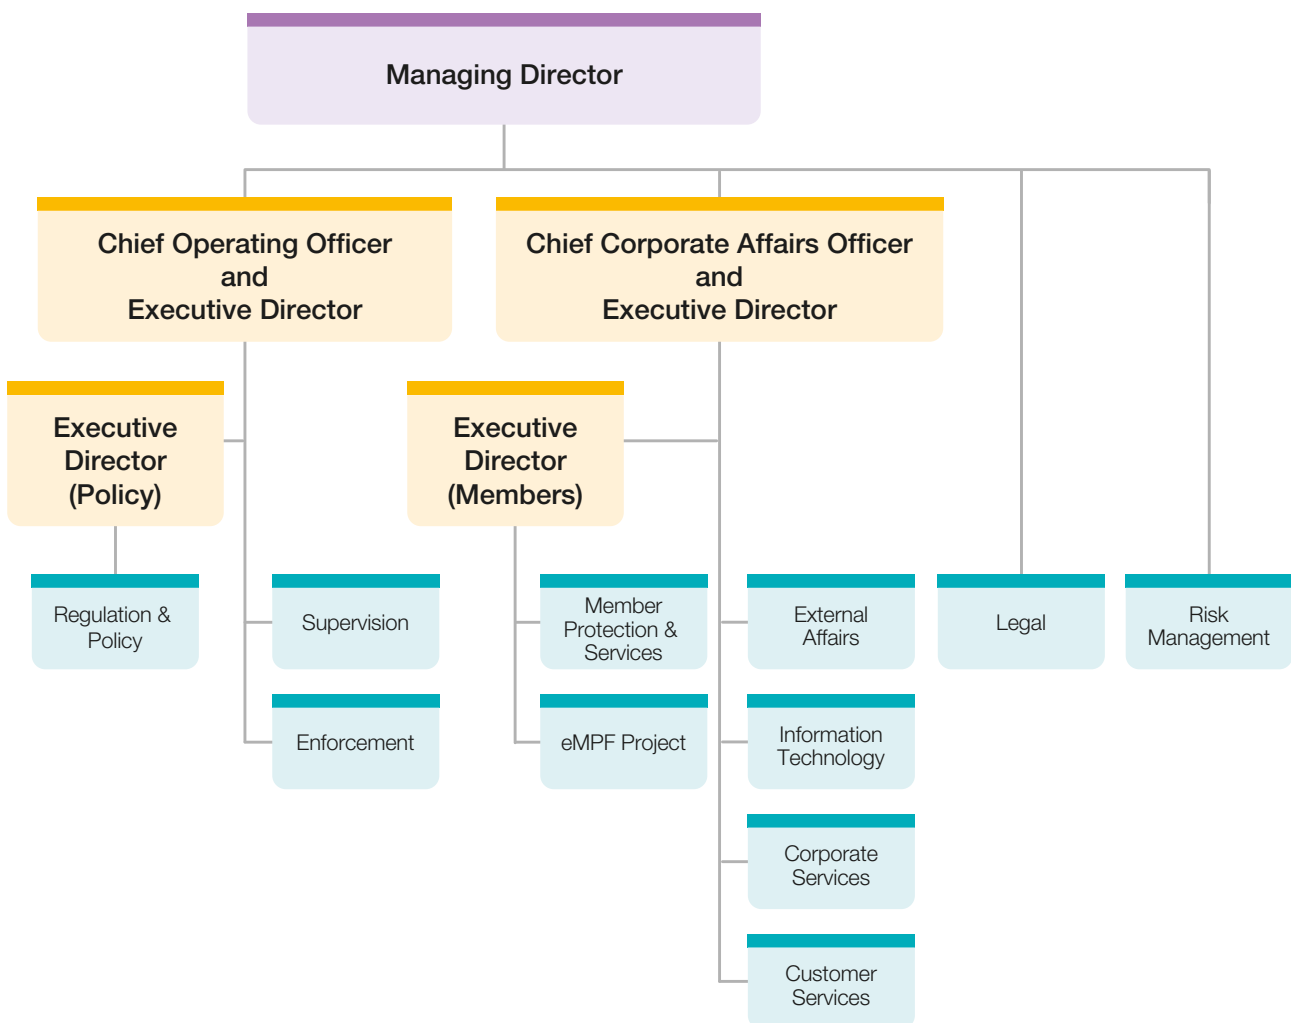 Managing Director
Chief Operating Officer
and
Executive Director
Chief Corporate Affairs Officer
and
Executive Director
Executive
Director
(Policy)
Executive
Director
(Members)
Regulation &
Policy
Supervision
Member
Protection &
Services
External
Affairs
Legal
Risk
Management
Enforcement
eMPF Project
Information
Technology
Corporate
Services
Customer
Services